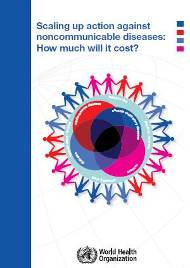 Scaling up action against
noncommunicable diseases:
How much will it cost?
World Health
Organization